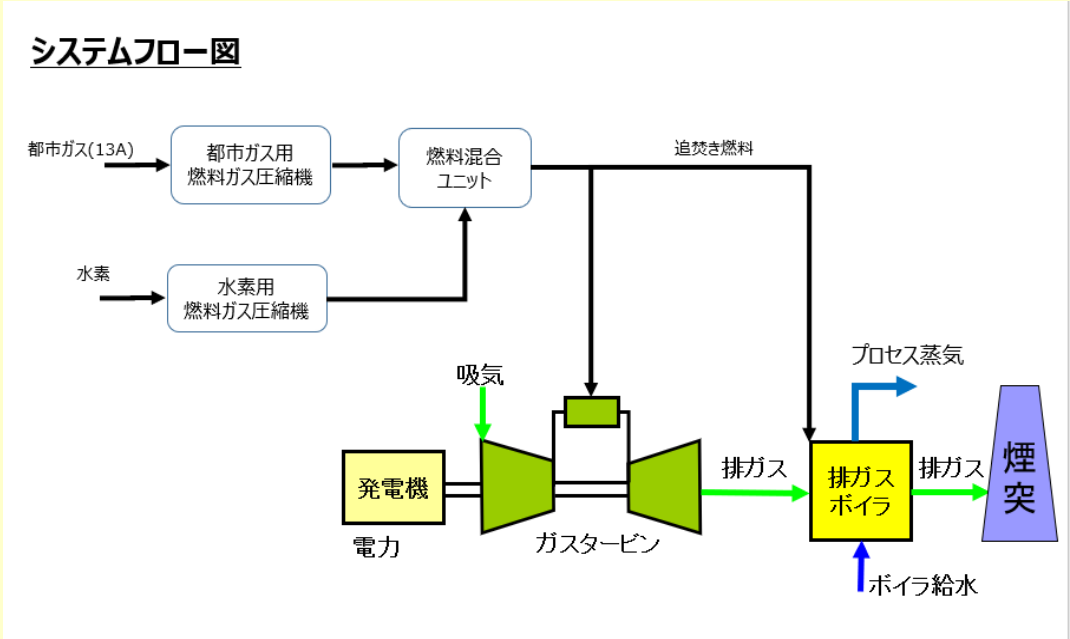 システムフロー図
都市ガス(13A)
都市ガス用
燃料ガス圧縮機
燃料混合
ユニット
追焚き燃料
水素
水素用
燃料ガス圧縮機
プロセス蒸気
吸気
発電機
電力
ガスタービン
排ガス
排ガス
ボイラ
排ガス
煙
突
ボイラ給水